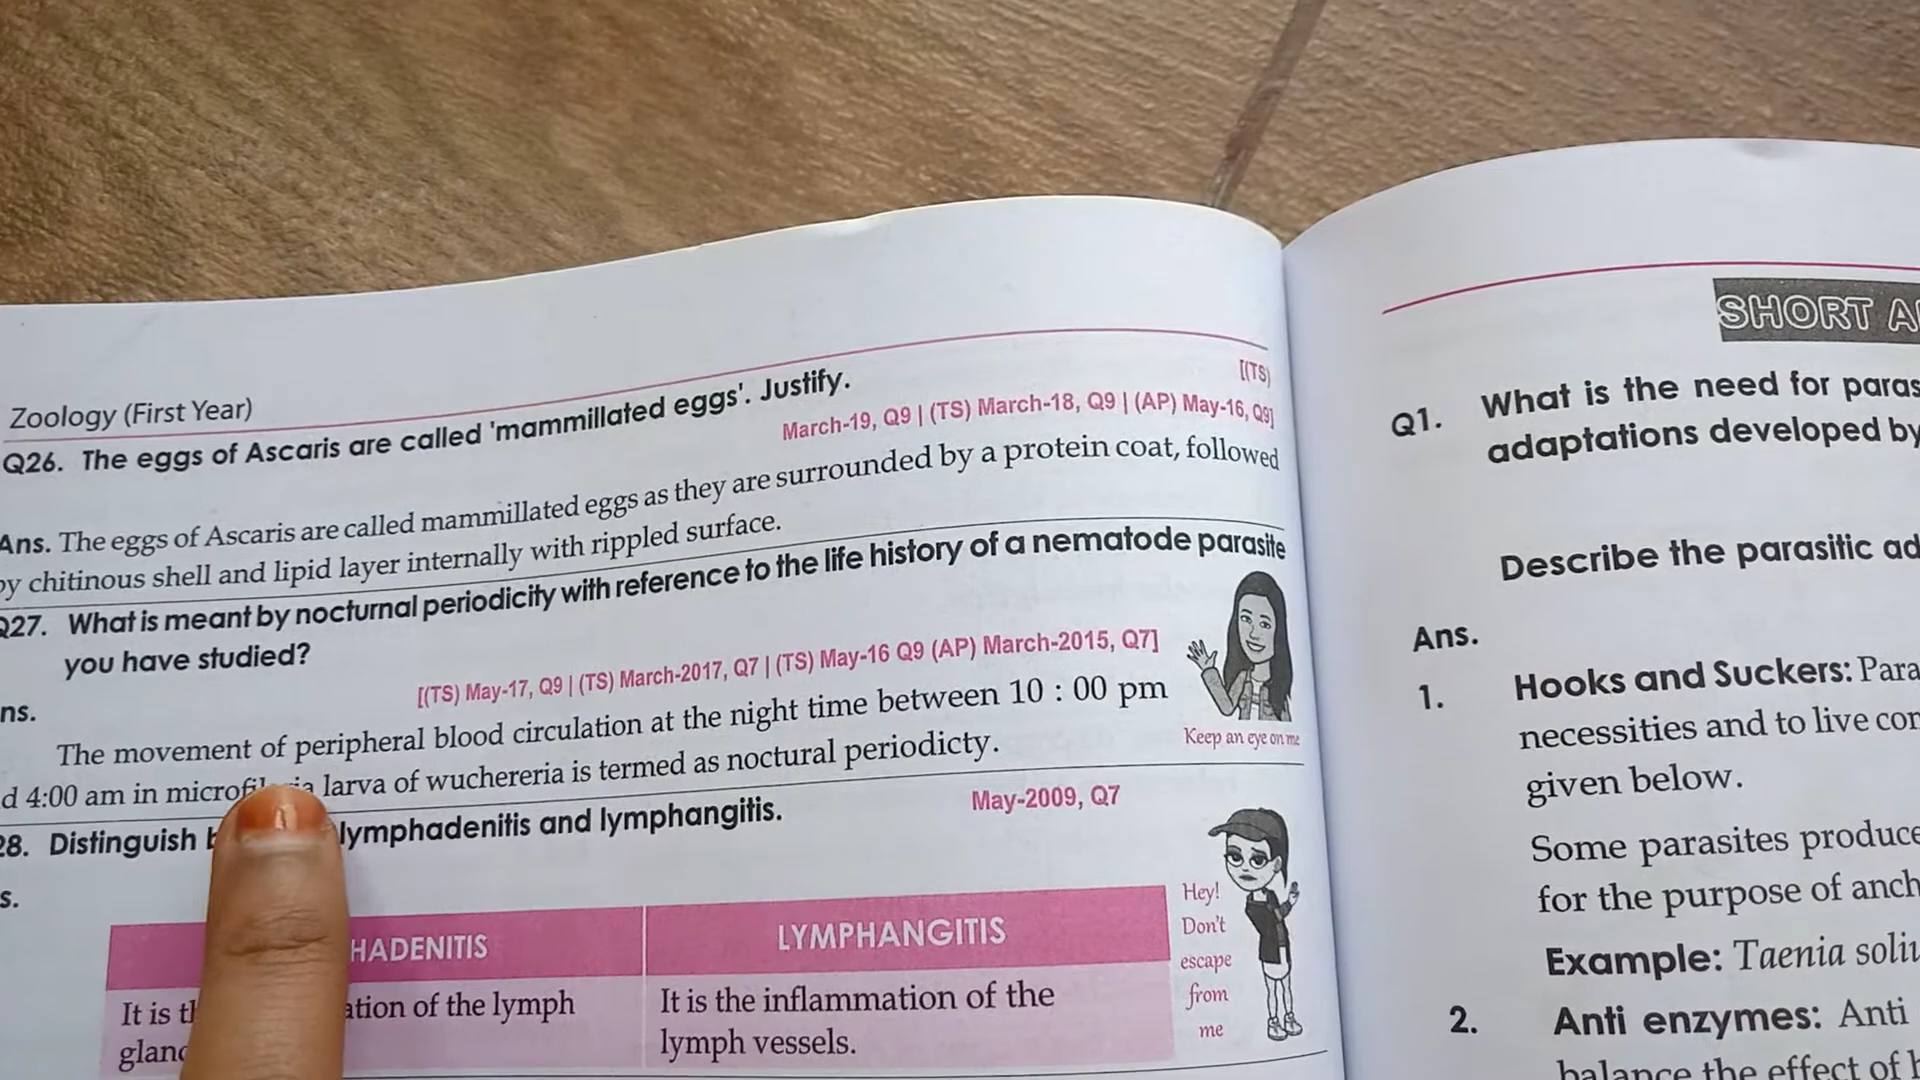 Zoology (First Year)
Q26. The eggs of Ascaris are called 'mammillated eggs'. Justify.
[(TS)
March-19, Q9 | (TS) March-18, Q9 | (AP) May-16, Q9]
Ans. The eggs of Ascaris are called mammillated eggs as they are surrounded by a protein coat, followed
by chitinous shell and lipid layer internally with rippled surface.
Q27. What is meant by nocturnal periodicity with reference to the life history of a nematode parasite
you have studied?
[(TS) May-17, Q9 | (TS) March-2017, Q7 | (TS) May-16 Q9 (AP) March-2015, Q7]
ns.
The movement of peripheral blood circulation at the night time between 10 : 00 pm
d 4:00 am in larva of wuchereria is termed as noctural periodicty.
Keep an eye on me
28. Distinguish lymphadenitis and lymphangitis.
May-2009, Q7
s.
HADENITIS
LYMPHANGITIS
It is ation of the lymph
gland
It is the inflammation of the
lymph vessels.
Hey!
Don't
escape
from
me
SHORT A
Q1. What is the need for paras
adaptations developed by
Describe the parasitic ad
Ans.
1. Hooks and Suckers: Para
necessities and to live con
given below.
Some parasites produce
for the purpose of anch
Example: Taenia soliu
2. Anti enzymes: Anti
balance the effect of h